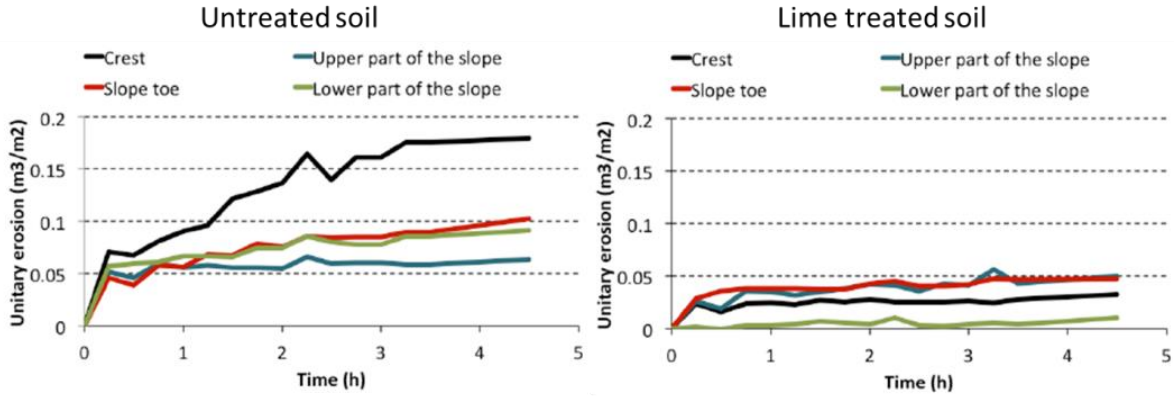 Untreated soil
Crest
Upper part of the slope
Slope toe
Lower part of the slope
Unitary erosion (m3/m2)
0.2
0.15
0.1
0.05
0
0
1
2
3
4
5
Time (h)
Lime treated soil
Crest
Upper part of the slope
Slope toe
Lower part of the slope
Unitary erosion (m3/m2)
0.2
0.15
0.1
0.05
0
0
1
2
3
4
5
Time (h)